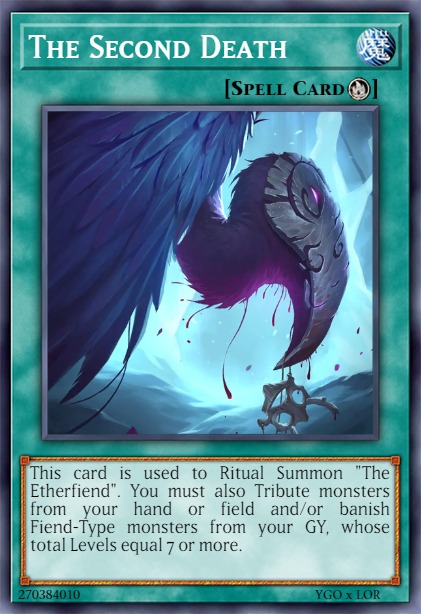 The Second Death
魔
[Spell Card]
This card is used to Ritual Summon "The
Etherfiend". You must also Tribute monsters
from your hand or field and/or banish
Fiend-Type monsters from your GY, whose
total Levels equal 7 or more.
270384010 YGO x LOR